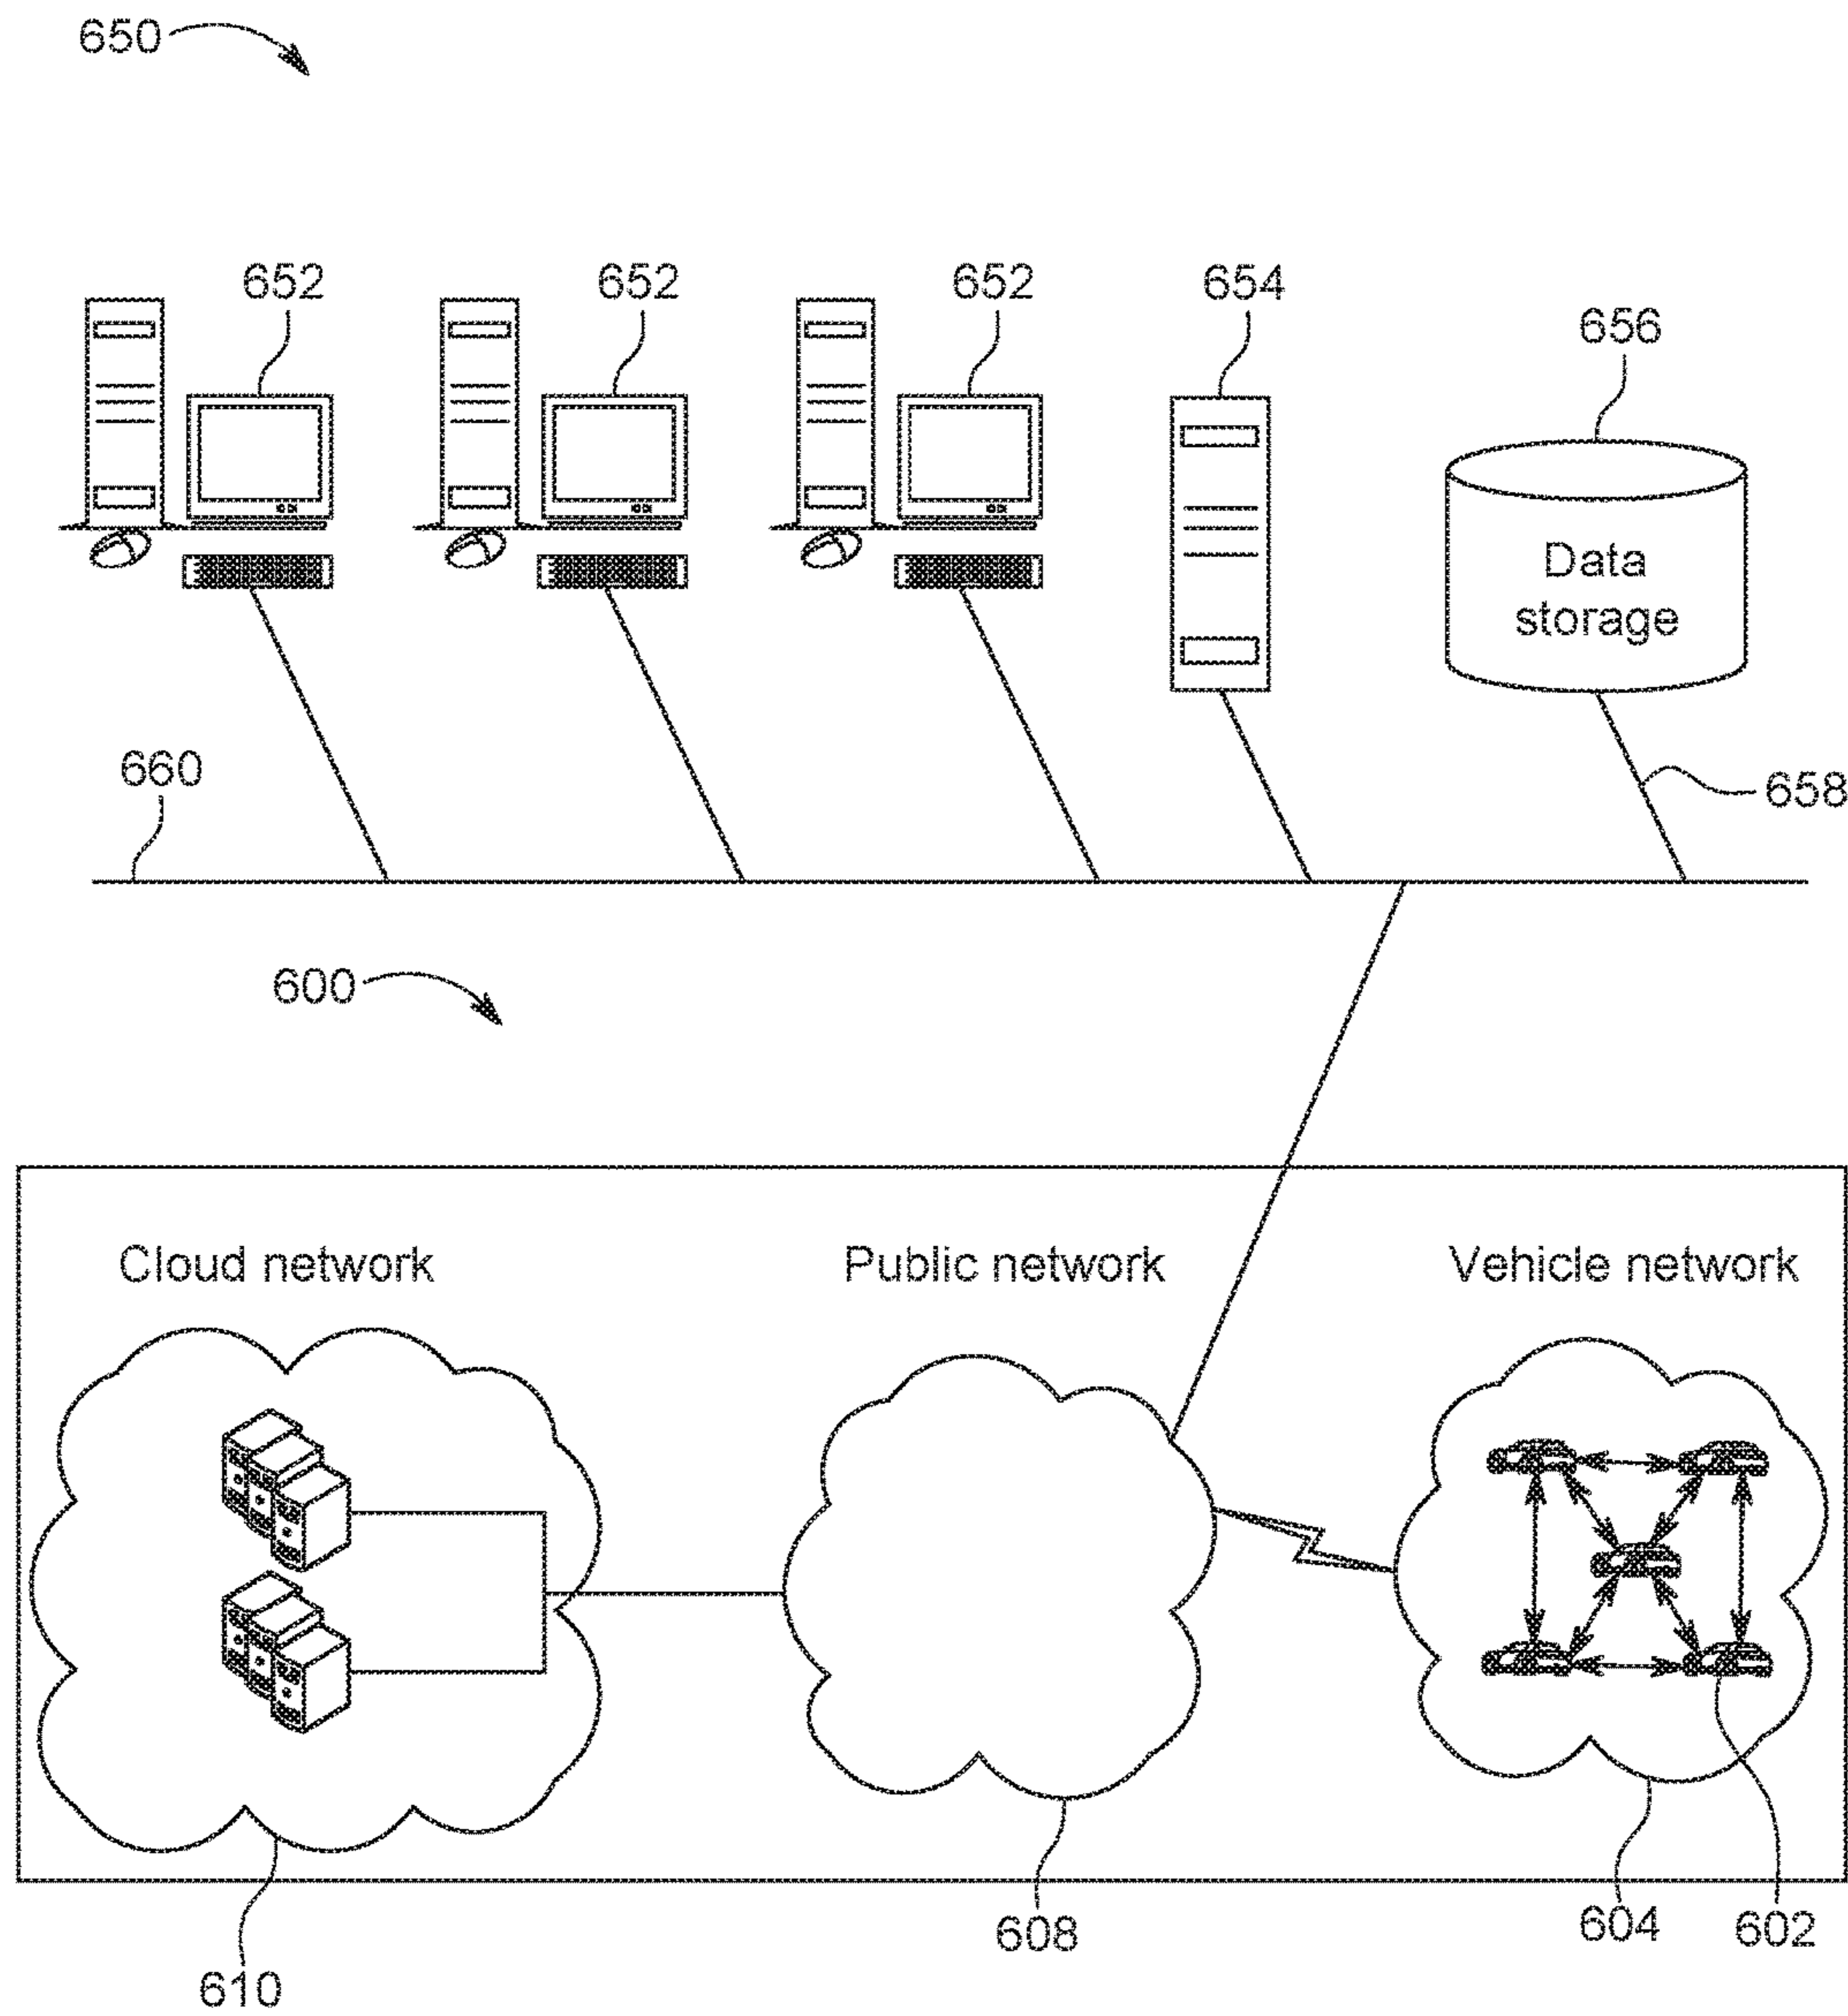 650
652
652
652
654
656
Data
storage
660
658
600
Cloud network
Public network
Vehicle network
610
608
604
602